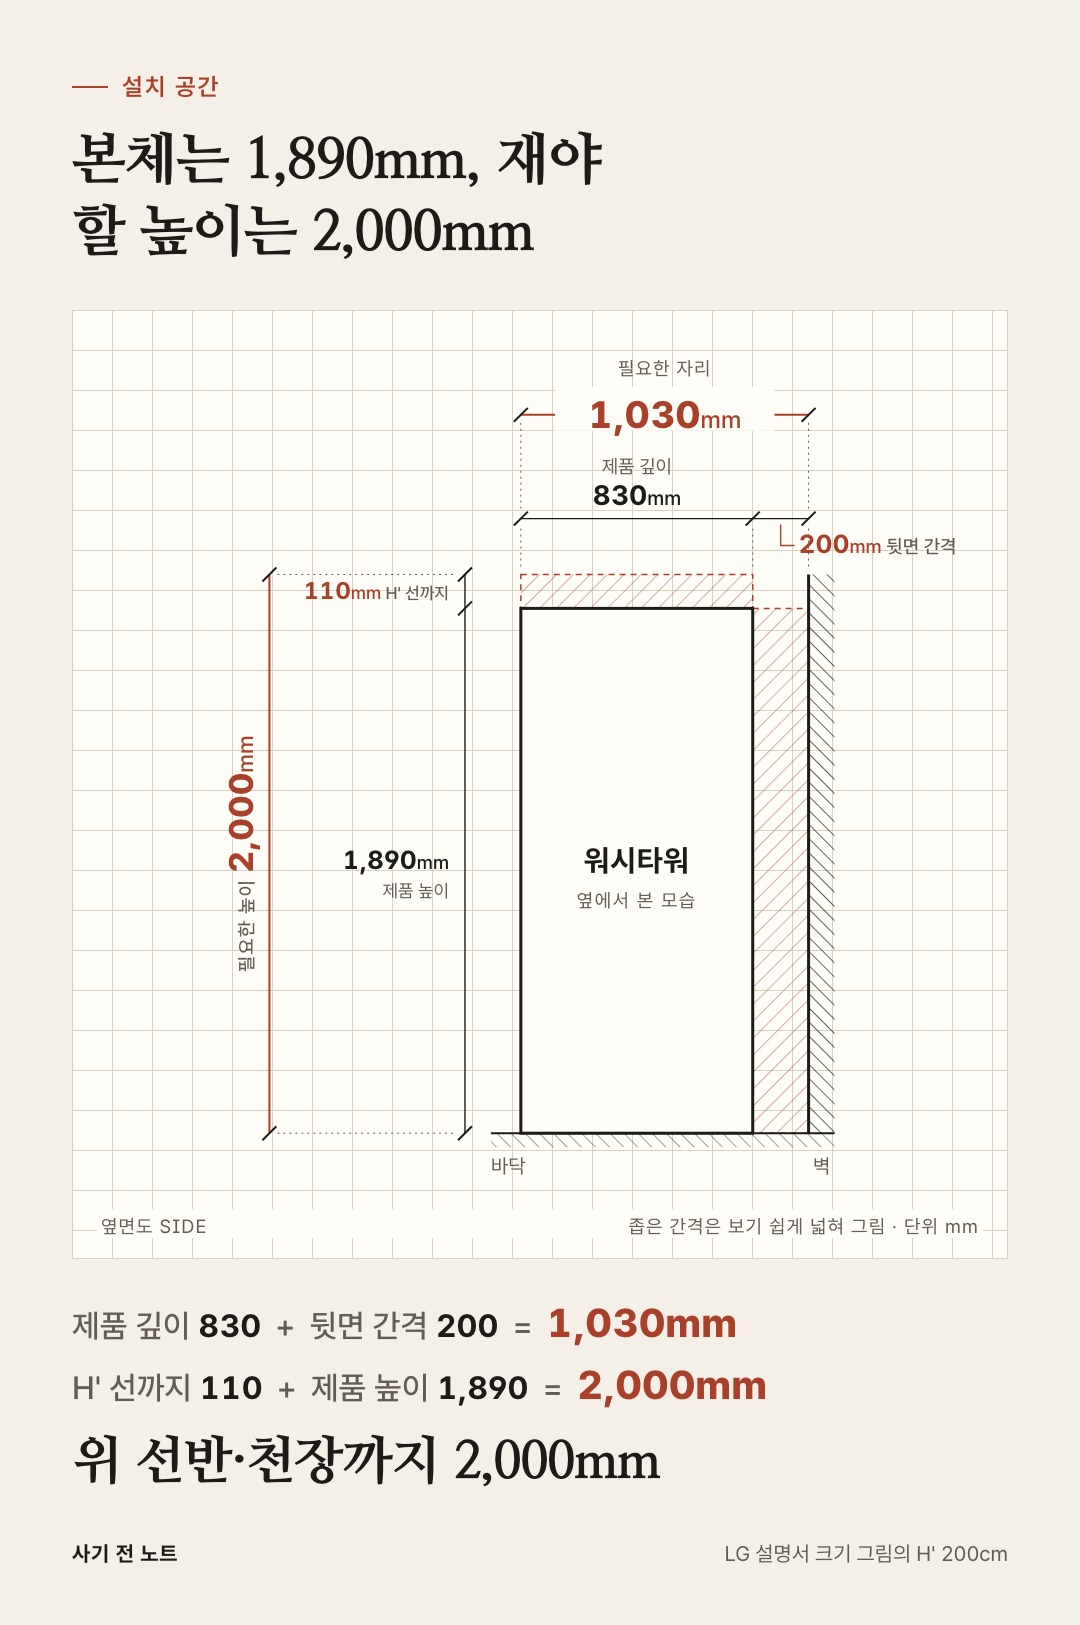 설치 공간
본체는 1,890mm, 재야
할 높이는 2,000mm
필요한 자리
1,030mm
제품 깊이
830mm
200mm 뒷면 간격
110mm H' 선까지
필요한 높이 2,000mm
1,890mm
제품 높이
워시타워
옆에서 본 모습
바닥
벽
옆면도 SIDE
좁은 간격은 보기 쉽게 넓혀 그림 · 단위 mm
제품 깊이 830 + 뒷면 간격 200 = 1,030mm
H' 선까지 110 + 제품 높이 1,890 = 2,000mm
위 선반·천장까지 2,000mm
사기 전 노트
LG 설명서 크기 그림의 H' 200cm